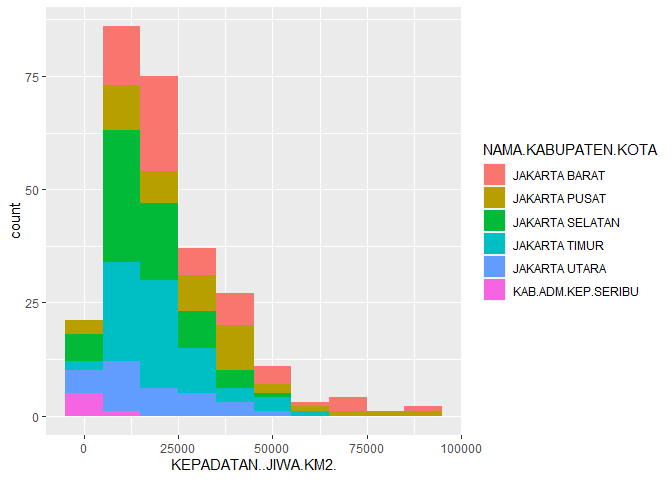 75
50
25
0
count
0 25000 50000 75000 100000
KEPADATAN..JIWA.KM2.
NAMA.KABUPATEN.KOTA
JAKARTA BARAT
JAKARTA PUSAT
JAKARTA SELATAN
JAKARTA TIMUR
JAKARTA UTARA
KAB.ADM.KEP.SERIBU